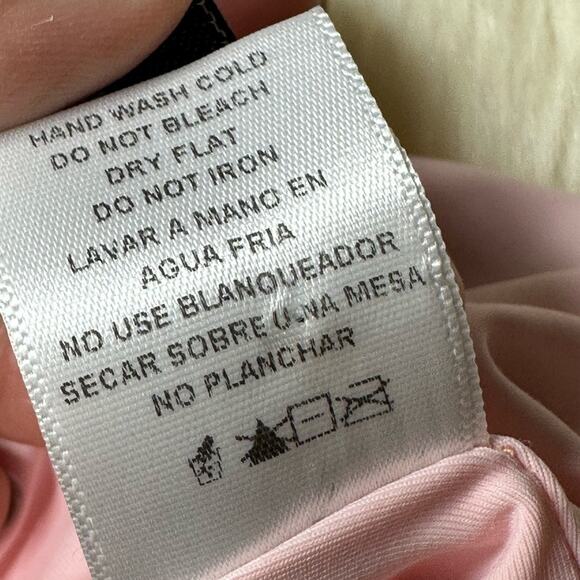 HAND WASH COLD
DO NOT BLEACH
DRY FLAT
DO NOT IRON
LAVAR A MANO EN
AGUA FRIA
NO USE BLANQUEADOR
SECAR SOBRE UNA MESA
NO PLANCHAR